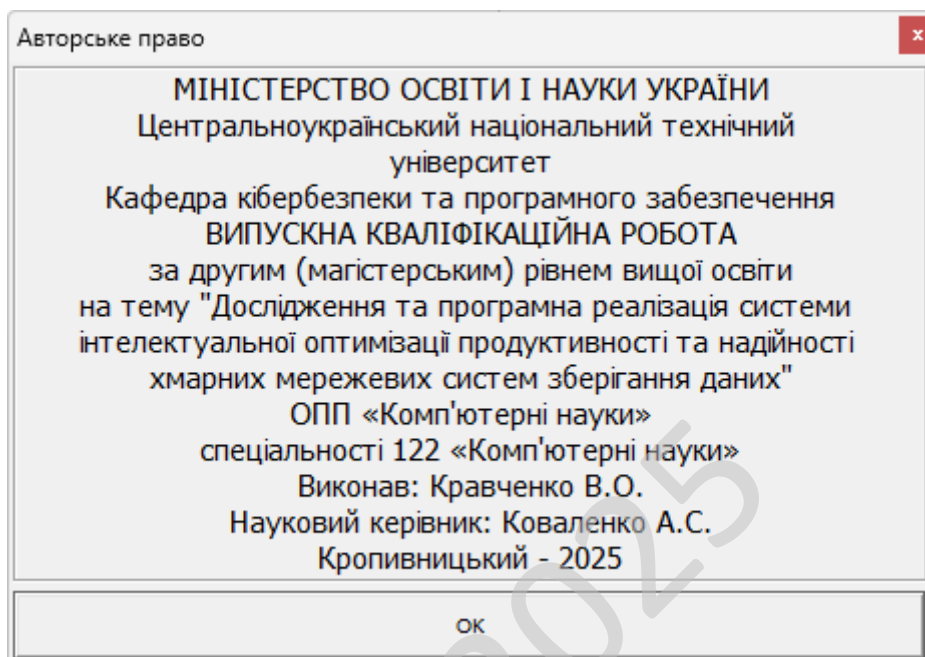 Авторське право
x
МІНІСТЕРСТВО ОСВІТИ І НАУКИ УКРАЇНИ
Центральноукраїнський національний технічний
університет
Кафедра кібербезпеки та програмного забезпечення
ВИПУСКНА КВАЛІФІКАЦІЙНА РОБОТА
за другим (магістерським) рівнем вищої освіти
на тему "Дослідження та програмна реалізація системи
інтелектуальної оптимізації продуктивності та надійності
хмарних мережевих систем зберігання даних"
ОПП «Комп'ютерні науки»
спеціальності 122 «Комп'ютерні науки»
Виконав: Кравченко В.О.
Науковий керівник: Коваленко А.С.
Кропивницький - 2025
ОК
2025